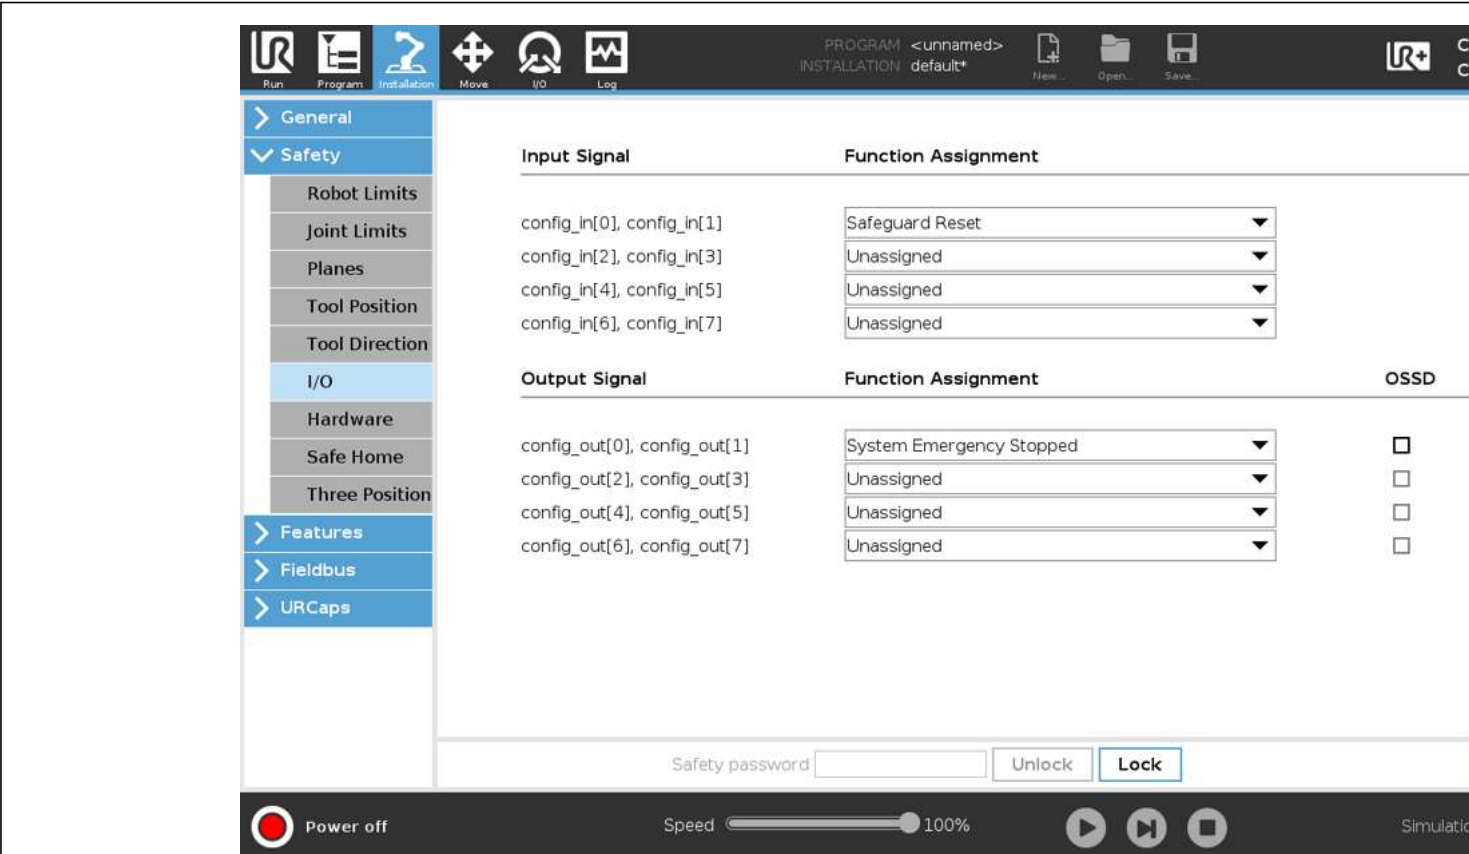 PROGRAM <unnamed>
INSTALLATION default*
UR+
C
C
Run Program Installation Move I/O Log New... Open... Save...
General
Safety
Robot Limits
Joint Limits
Planes
Tool Position
Tool Direction
I/O
Hardware
Safe Home
Three Position
Features
Fieldbus
URCaps
Input Signal Function Assignment
config_in[0], config_in[1] Safeguard Reset
config_in[2], config_in[3] Unassigned
config_in[4], config_in[5] Unassigned
config_in[6], config_in[7] Unassigned
Output Signal Function Assignment OSSD
config_out[0], config_out[1] System Emergency Stopped
config_out[2], config_out[3] Unassigned
config_out[4], config_out[5] Unassigned
config_out[6], config_out[7] Unassigned
Safety password Unlock Lock
Power off Speed 100% Simulatio